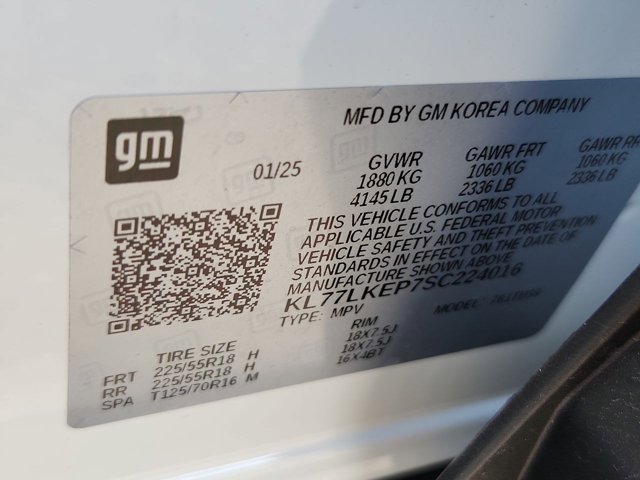 gm
MFD BY GM KOREA COMPANY
01/25
GVWR GAWR FRT GAWR RR
1880 KG 1060 KG 1060 KG
4145 LB 2336 LB 2336 LB
THIS VEHICLE CONFORMS TO ALL
APPLICABLE U.S. FEDERAL MOTOR
VEHICLE SAFETY AND THEFT PREVENTION
STANDARDS IN EFFECT ON THE DATE OF
MANUFACTURE SHOWN ABOVE
KL77LKEP7SC224016
TYPE: MPV MODEL:
TIRE SIZE RIM
FRT 225/55R18 H 18X7.5J
RR 225/55R18 H 18X7.5J
SPA T125/70R16 M 16X4BT